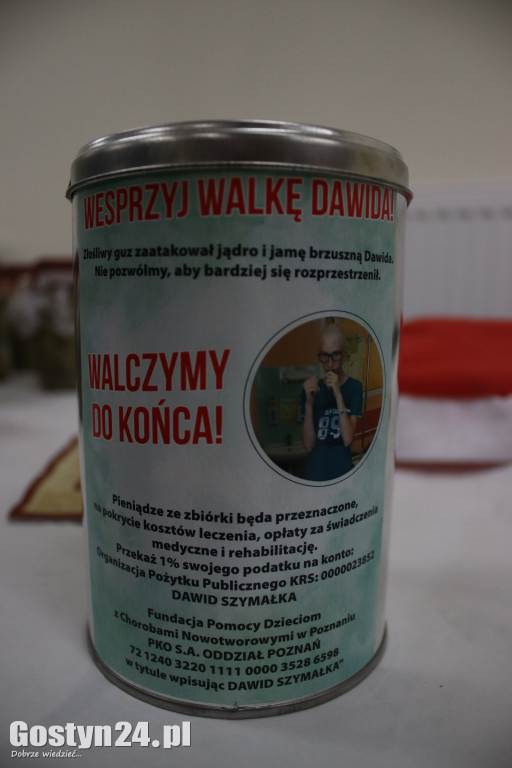 WESPRZYJ WALKĘ DAWIDA!
Złośliwy guz zaatakował jądro i jamę brzuszną Dawida.
Nie pozwólmy, aby bardziej się rozprzestrzenił.
WALCZYMY
DO KOŃCA!
89
Pieniądze ze zbiórki będa przeznaczone,
na pokrycie kosztów leczenia, opłaty za świadczenia
medyczne i rehabilitację.
Przekaż 1% swojego podatku na konto:
Organizacja Pożytku Publicznego KRS: 0000023852
DAWID SZYMAŁKA
Fundacja Pomocy Dzieciom
z Chorobami Nowotworowymi w Poznaniu
PKO S.A. ODDZIAŁ POZNAŃ
72 1240 3220 1111 0000 3528 6598
w tytule wpisując DAWID SZYMAŁKA"
Gostyn24.pl
Dobrze wiedzieć...